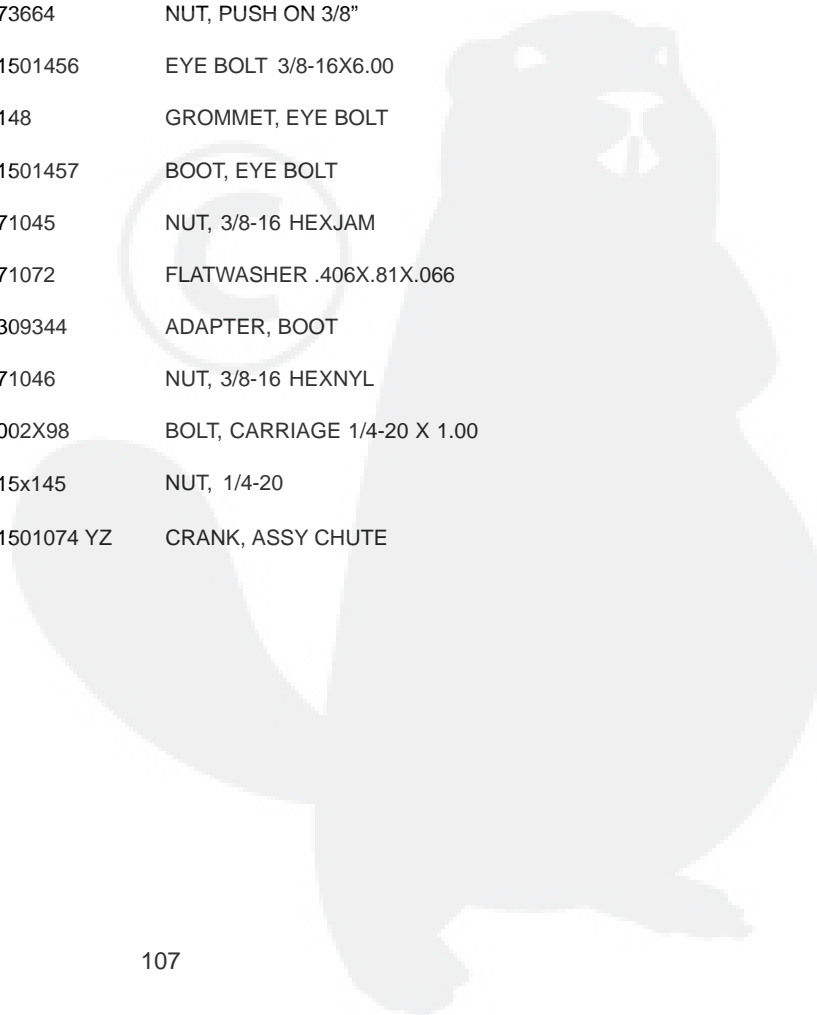 73664 NUT, PUSH ON 3/8”
1501456 EYE BOLT 3/8-16X6.00
148 GROMMET, EYE BOLT
1501457 BOOT, EYE BOLT
71045 NUT, 3/8-16 HEXJAM
71072 FLATWASHER .406X.81X.066
309344 ADAPTER, BOOT
71046 NUT, 3/8-16 HEXNYL
002X98 BOLT, CARRIAGE 1/4-20 X 1.00
15x145 NUT, 1/4-20
1501074 YZ CRANK, ASSY CHUTE
©
107